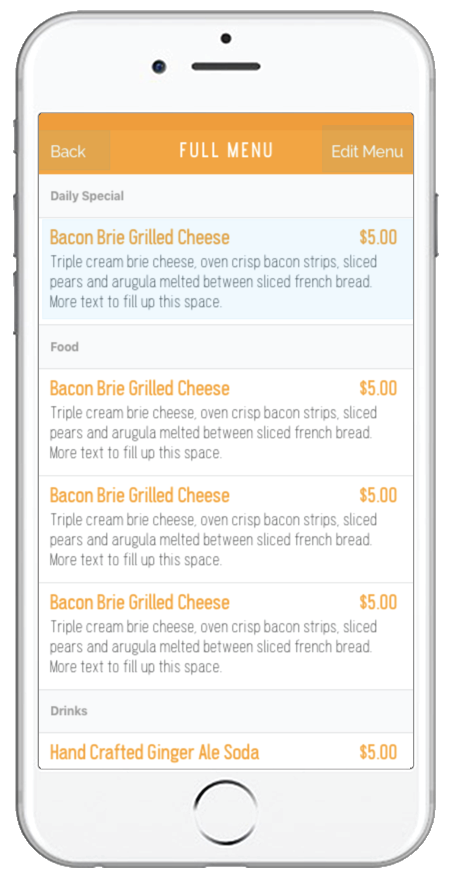 Back FULL MENU Edit Menu
Daily Special
Bacon Brie Grilled Cheese $5.00
Triple cream brie cheese, oven crisp bacon strips, sliced
pears and arugula melted between sliced french bread.
More text to fill up this space.
Food
Bacon Brie Grilled Cheese $5.00
Triple cream brie cheese, oven crisp bacon strips, sliced
pears and arugula melted between sliced french bread.
More text to fill up this space.
Bacon Brie Grilled Cheese $5.00
Triple cream brie cheese, oven crisp bacon strips, sliced
pears and arugula melted between sliced french bread.
More text to fill up this space.
Bacon Brie Grilled Cheese $5.00
Triple cream brie cheese, oven crisp bacon strips, sliced
pears and arugula melted between sliced french bread.
More text to fill up this space.
Drinks
Hand Crafted Ginger Ale Soda $5.00